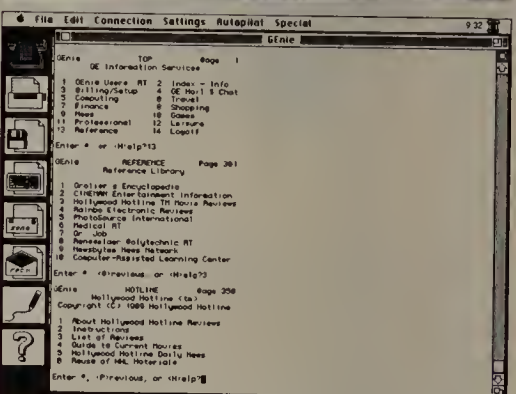 File Edit Connection Settings Autopilot Special 9:32
GEnie
GEnie TOP Page 1
GE Information Services
1 GEnie Users RT 2 Index - Info
3 Billing/Setup 4 GE Mail & Chat
5 Computing 6 Travel
7 Finance 8 Shopping
9 News 10 Games
11 Professional 12 Leisure
13 Reference 14 Logoff
Enter # or <H>elp?13
GEnie REFERENCE Page 301
Reference Library
1 Grolier's Encyclopedia
2 CINEMAN Entertainment Information
3 Hollywood Hotline TM Movie Reviews
4 Rainbo Electronic Reviews
5 PhotoSource International
6 Medical RT
7 Dr. Job
8 Rensselaer Polytechnic RT
9 Newsbytes News Network
10 Computer-Assisted Learning Center
Enter #, <P>revious, or <H>elp?3
GEnie HOTLINE Page 350
Hollywood Hotline (tm)
Copyright (C) 1989 Hollywood Hotline
1 About Hollywood Hotline Reviews
2 Instructions
3 List of Reviews
4 Guide to Current Movies
5 Hollywood Hotline Daily News
6 Reuse of HHL Materials
Enter #, <P>revious, or <H>elp?
send
recv